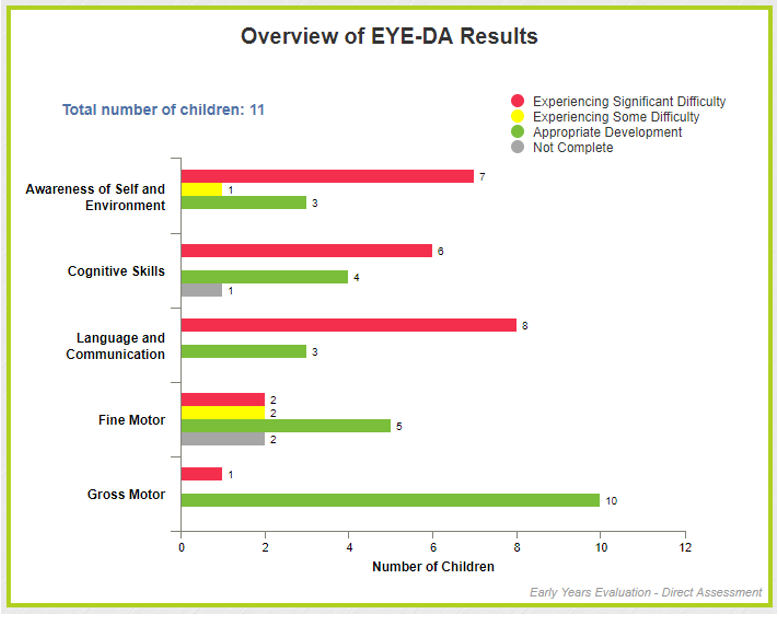 Overview of EYE-DA Results
Total number of children: 11
Experiencing Significant Difficulty
Experiencing Some Difficulty
Appropriate Development
Not Complete
Awareness of Self and
Environment
7
1
3
Cognitive Skills
6
4
1
Language and
Communication
8
3
Fine Motor
2
2
5
2
Gross Motor
1
10
0 2 4 6 8 10 12
Number of Children
Early Years Evaluation - Direct Assessment